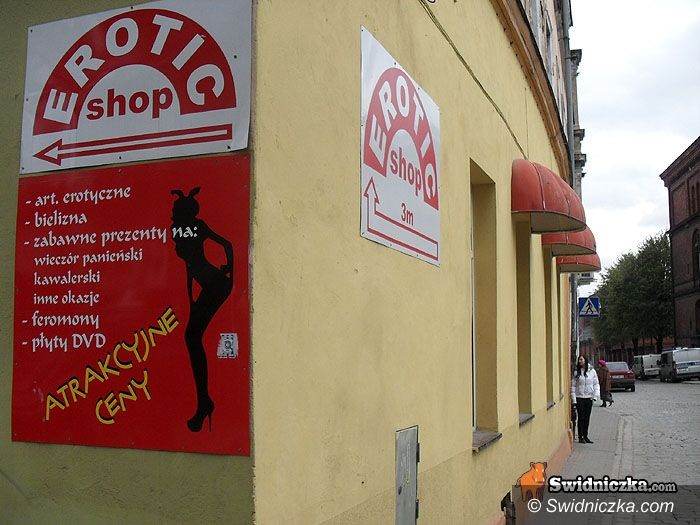 EROTIC
shop
- art. erotyczne
- bielizna
- zabawne prezenty na:
wieczór panieński
kawalerski
inne okazje
- feromony
- płyty DVD
ATRAKCYJNE
CENY
EROTIC
shop
3m
Swidniczka.com
© Swidniczka.com